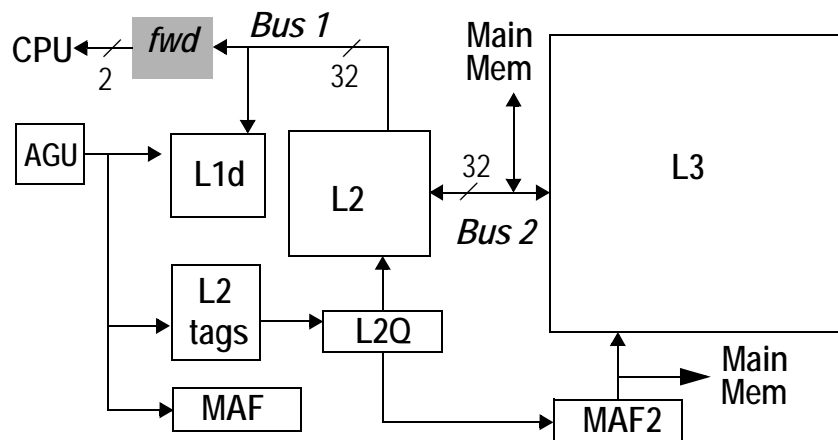 CPU
2
fwd
Bus 1
32
Main
Mem
AGU
L1d
L2
32
Bus 2
L3
L2
tags
L2Q
MAF
MAF2
Main
Mem